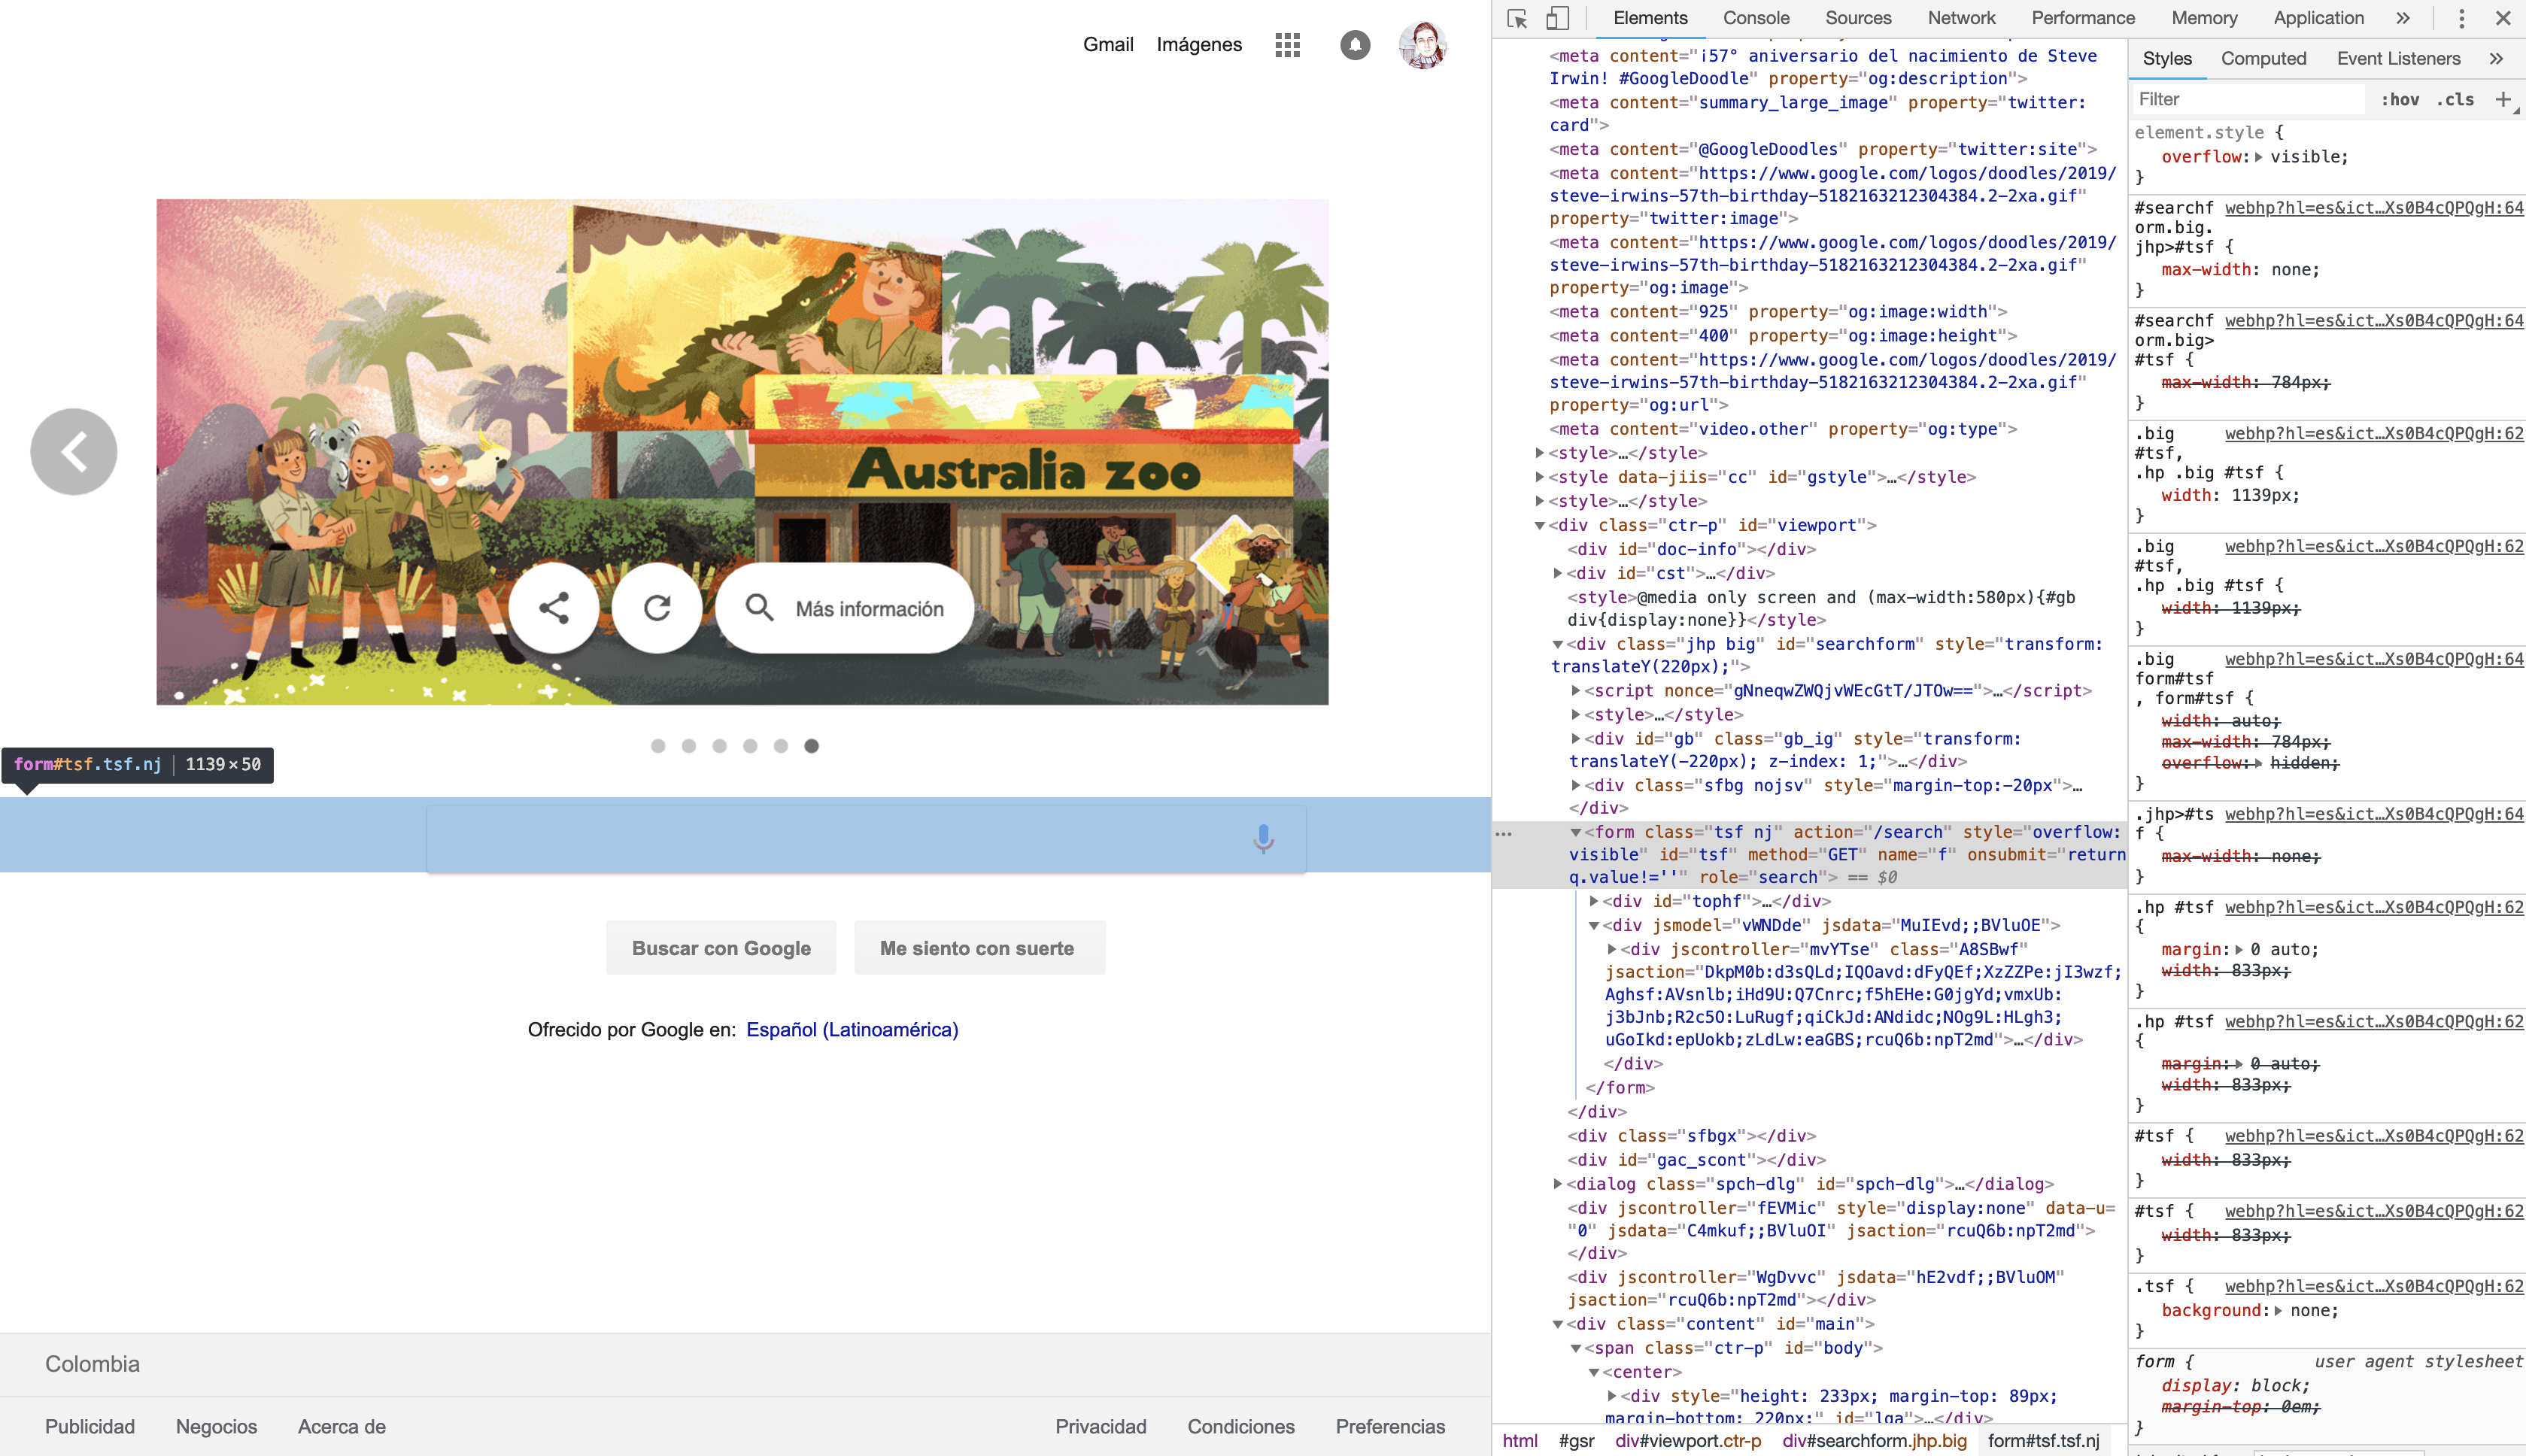 Gmail Imágenes
Australia zoo
Más información
form#tsf.tsf.nj 1139×50
Buscar con Google Me siento con suerte
Ofrecido por Google en: Español (Latinoamérica)
Colombia
Publicidad Negocios Acerca de Privacidad Condiciones Preferencias
Elements Console Sources Network Performance Memory Application »
<meta content="¡57° aniversario del nacimiento de Steve
Irwin! #GoogleDoodle" property="og:description">
<meta content="summary_large_image" property="twitter:
card">
<meta content="@GoogleDoodles" property="twitter:site">
<meta content="https://www.google.com/logos/doodles/2019/
steve-irwins-57th-birthday-5182163212304384.2-2xa.gif"
property="twitter:image">
<meta content="https://www.google.com/logos/doodles/2019/
steve-irwins-57th-birthday-5182163212304384.2-2xa.gif"
property="og:image">
<meta content="925" property="og:image:width">
<meta content="400" property="og:image:height">
<meta content="https://www.google.com/logos/doodles/2019/
steve-irwins-57th-birthday-5182163212304384.2-2xa.gif"
property="og:url">
<meta content="video.other" property="og:type">
<style>…</style>
<style data-jiis="cc" id="gstyle">…</style>
<style>…</style>
<div class="ctr-p" id="viewport">
<div id="doc-info"></div>
<div id="cst">…</div>
<style>@media only screen and (max-width:580px){#gb
div{display:none}}</style>
<div class="jhp big" id="searchform" style="transform:
translateY(220px);">
<script nonce="gNneqwZWQjvWEcGtT/JTOw==">…</script>
<style>…</style>
<div id="gb" class="gb_ig" style="transform:
translateY(-220px); z-index: 1;">…</div>
<div class="sfbg nojsv" style="margin-top:-20px">…
</div>
<form class="tsf nj" action="/search" style="overflow:
visible" id="tsf" method="GET" name="f" onsubmit="return
q.value!=''" role="search"> == $0
<div id="tophf">…</div>
<div jsmodel="vWNDde" jsdata="MuIEvd;;BVluOE">
<div jscontroller="mvYTse" class="A8SBwf"
jsaction="DkpM0b:d3sQLd;IQOavd:dFyQEf;XzZZPe:jI3wzf;
Aghsf:AVsnlb;iHd9U:Q7Cnrc;f5hEHe:G0jgYd;vmxUb:
j3bJnb;R2c5O:LuRugf;qiCkJd:ANdidc;NOg9L:HLgh3;
uGoIkd:epUokb;zLdLw:eaGBS;rcuQ6b:npT2md">…</div>
</div>
</form>
</div>
<div class="sfbgx"></div>
<div id="gac_scont"></div>
<dialog class="spch-dlg" id="spch-dlg">…</dialog>
<div jscontroller="fEVMic" style="display:none" data-u=
"0" jsdata="C4mkuf;;BVluOI" jsaction="rcuQ6b:npT2md">
</div>
<div jscontroller="WgDvvc" jsdata="hE2vdf;;BVluOM"
jsaction="rcuQ6b:npT2md"></div>
<div class="content" id="main">
<span class="ctr-p" id="body">
<center>
<div style="height: 233px; margin-top: 89px;
margin-bottom: 220px;" id="lga">…</div>
html #gsr div#viewport.ctr-p div#searchform.jhp.big form#tsf.tsf.nj
Styles Computed Event Listeners »
Filter :hov .cls +
element.style {
overflow: visible;
}
#searchf webhp?hl=es&ict…Xs0B4cQPQgH:64
orm.big.
jhp>#tsf {
max-width: none;
}
#searchf webhp?hl=es&ict…Xs0B4cQPQgH:64
orm.big>
#tsf {
max-width: 784px;
}
.big webhp?hl=es&ict…Xs0B4cQPQgH:62
#tsf,
.hp .big #tsf {
width: 1139px;
}
.big webhp?hl=es&ict…Xs0B4cQPQgH:62
#tsf,
.hp .big #tsf {
width: 1139px;
}
.big webhp?hl=es&ict…Xs0B4cQPQgH:64
form#tsf
, form#tsf {
width: auto;
max-width: 784px;
overflow: hidden;
}
.jhp>#ts webhp?hl=es&ict…Xs0B4cQPQgH:64
f {
max-width: none;
}
.hp #tsf webhp?hl=es&ict…Xs0B4cQPQgH:62
{
margin: 0 auto;
width: 833px;
}
.hp #tsf webhp?hl=es&ict…Xs0B4cQPQgH:62
{
margin: 0 auto;
width: 833px;
}
#tsf { webhp?hl=es&ict…Xs0B4cQPQgH:62
width: 833px;
}
#tsf { webhp?hl=es&ict…Xs0B4cQPQgH:62
width: 833px;
}
.tsf { webhp?hl=es&ict…Xs0B4cQPQgH:62
background: none;
}
form { user agent stylesheet
display: block;
margin-top: 0em;
}